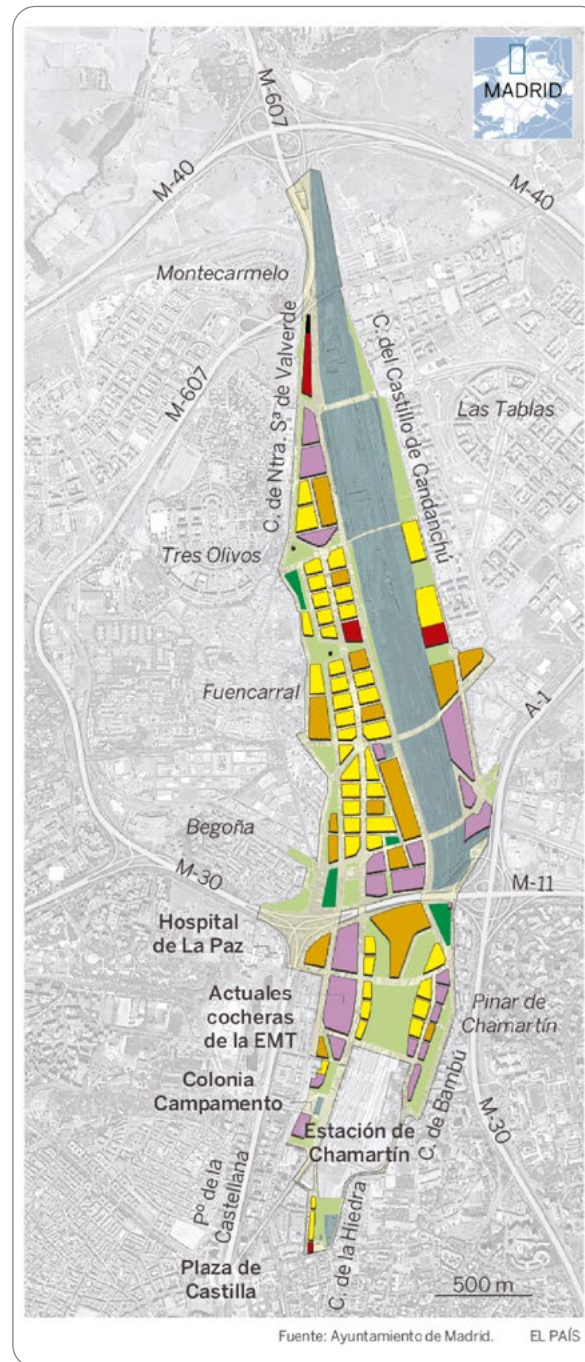 MADRID
M-607
M-40
M-40
Montecarmelo
M-607
C. de Ntra. Sª de Valverde
C. del Castillo de Candanchú
Las Tablas
Tres Olivos
Fuencarral
A-1
Begoña
M-30
M-11
Hospital
de La Paz
Actuales
cocheras
de la EMT
Pinar de
Chamartín
Colonia
Campamento
Estación de
Chamartín
C. de Bambú
M-30
Pº de la
Castellana
C. de la Hiedra
Plaza de
Castilla
500 m
Fuente: Ayuntamiento de Madrid. EL PAÍS